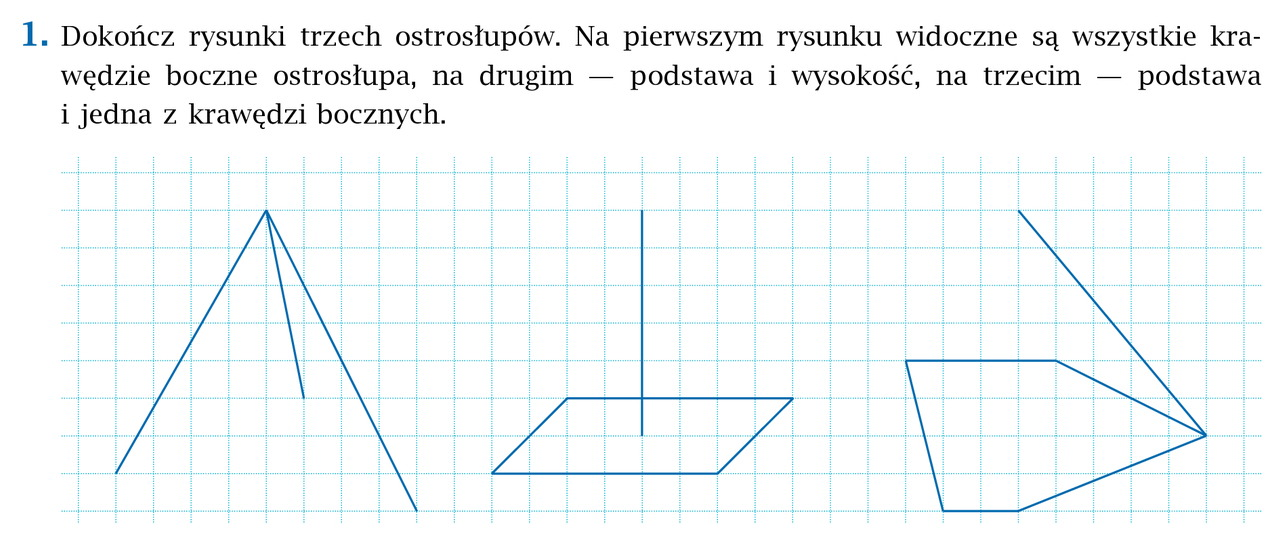 1. Dokończ rysunki trzech ostrosłupów. Na pierwszym rysunku widoczne są wszystkie kra-
wędzie boczne ostrosłupa, na drugim — podstawa i wysokość, na trzecim — podstawa
i jedna z krawędzi bocznych.